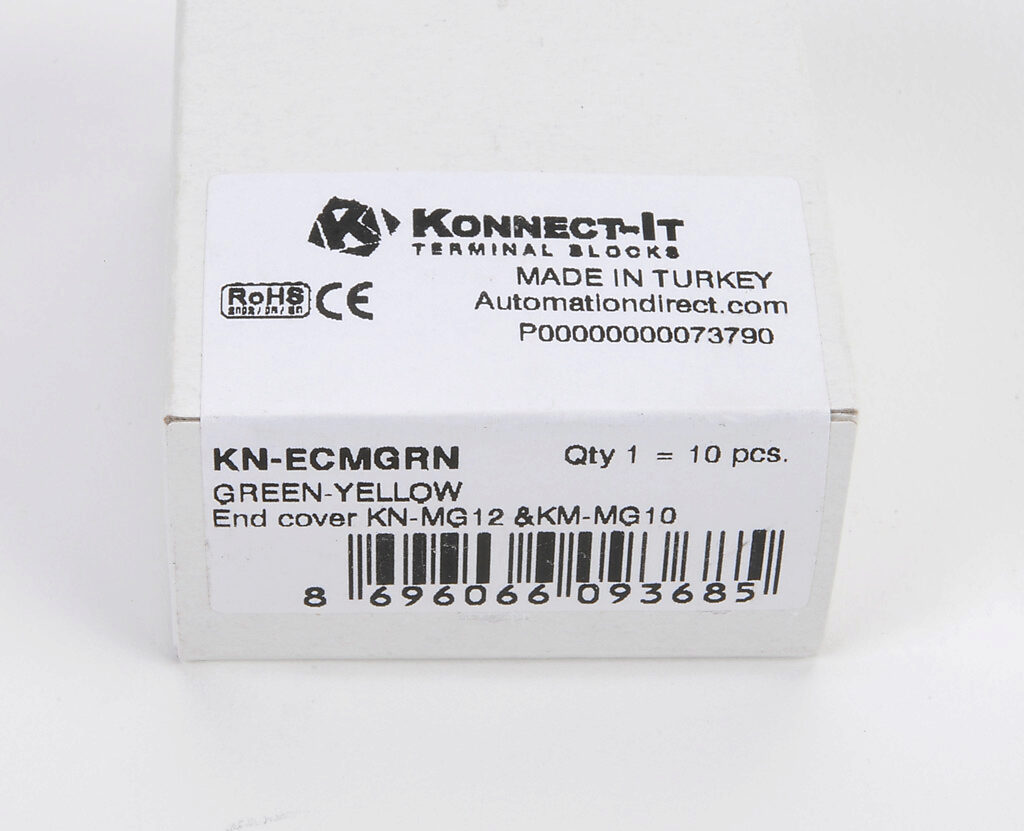 KONNECT-IT
TERMINAL BLOCKS
MADE IN TURKEY
RoHS CE
Automationdirect.com
P00000000073790
KN-ECMGRN Qty 1 = 10 pcs.
GREEN-YELLOW
End cover KN-MG12 &KM-MG10
8 696066 093685